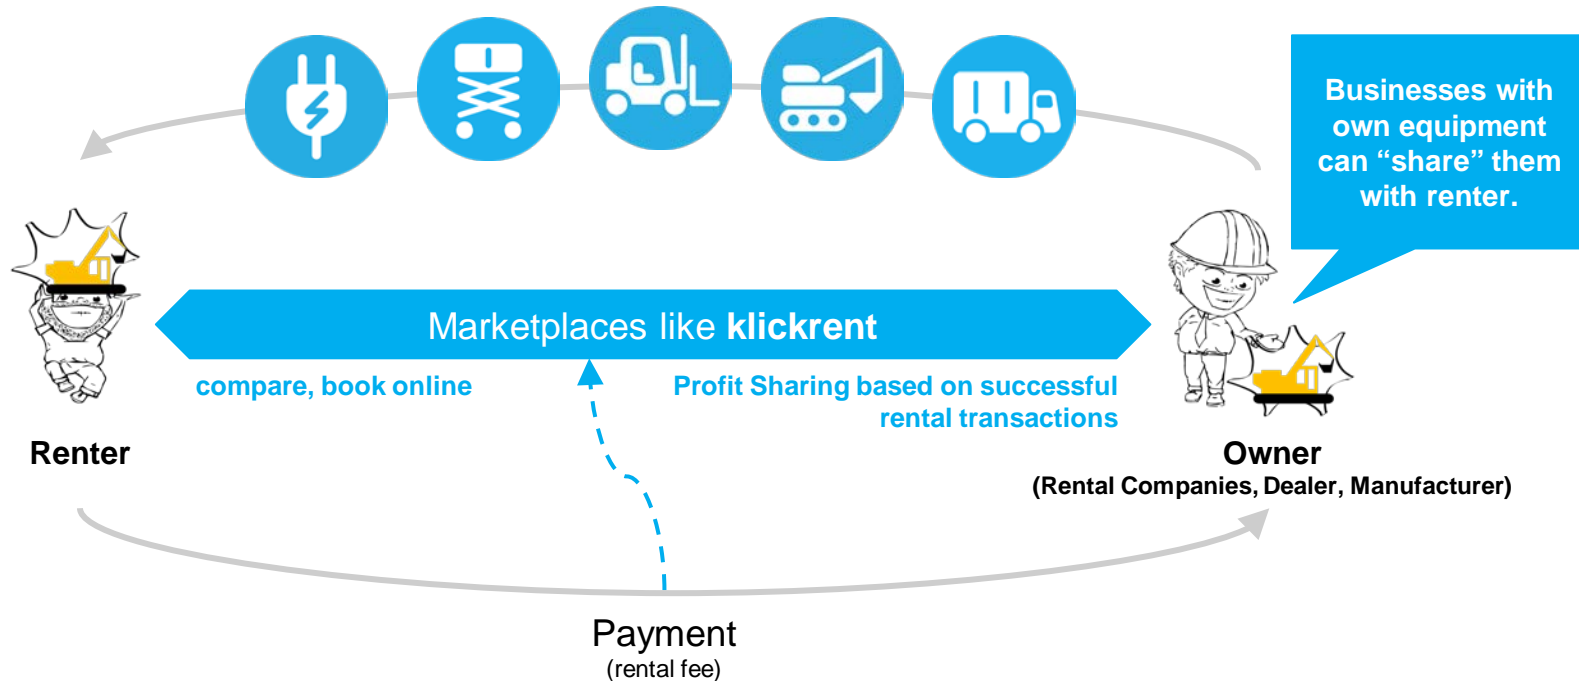 Businesses with
own equipment
can “share” them
with renter.
Marketplaces like klickrent
compare, book online
Profit Sharing based on successful
rental transactions
Renter
Owner
(Rental Companies, Dealer, Manufacturer)
Payment
(rental fee)